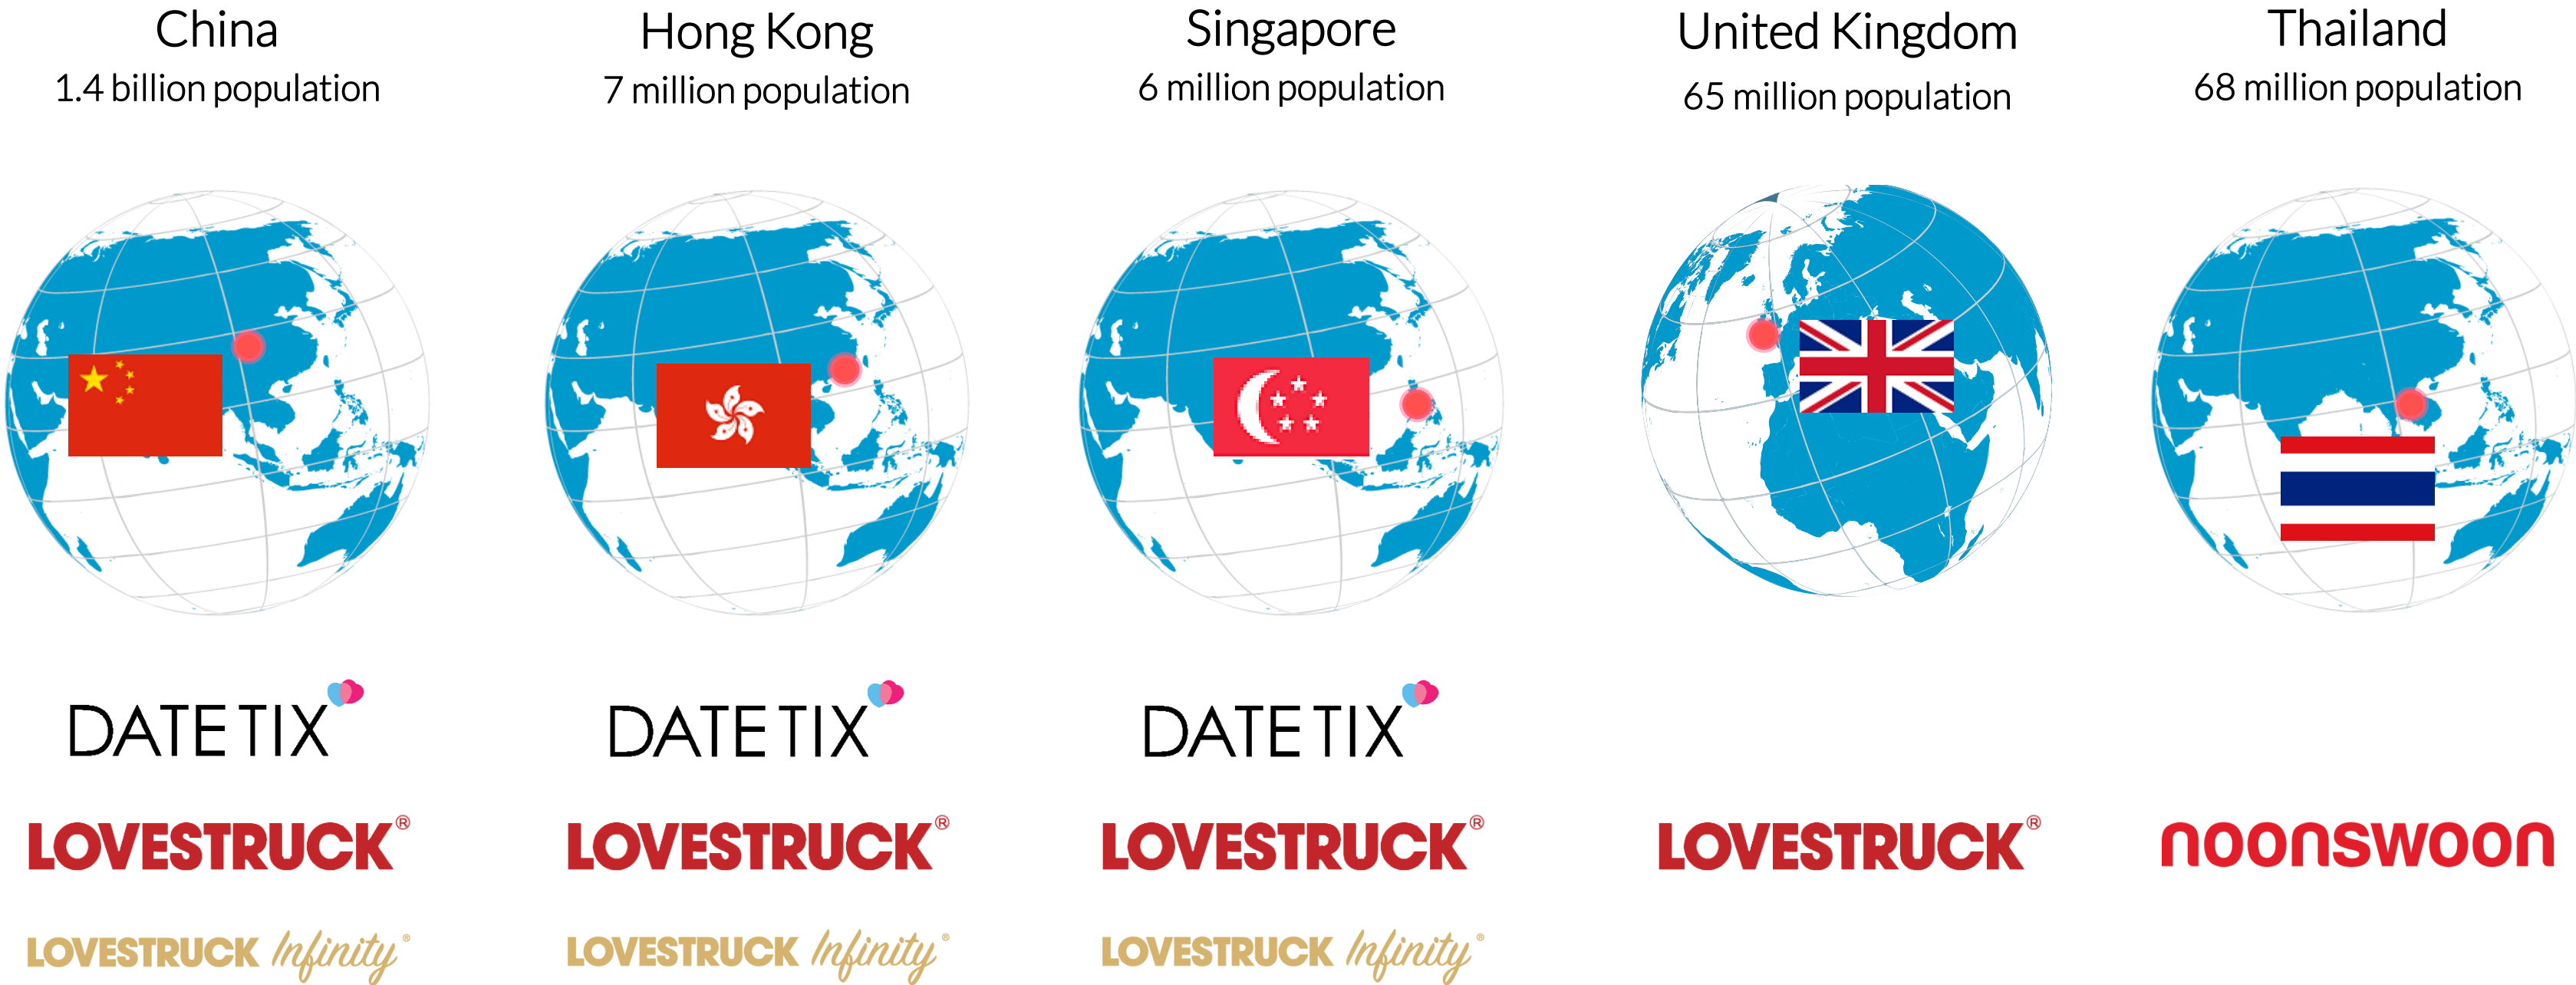 China
1.4 billion population
Hong Kong
7 million population
Singapore
6 million population
United Kingdom
65 million population
Thailand
68 million population
DATETIX
LOVESTRUCK®
LOVESTRUCK Infinity®
DATETIX
LOVESTRUCK®
LOVESTRUCK Infinity®
DATETIX
LOVESTRUCK®
LOVESTRUCK Infinity®
LOVESTRUCK®
noonswoon